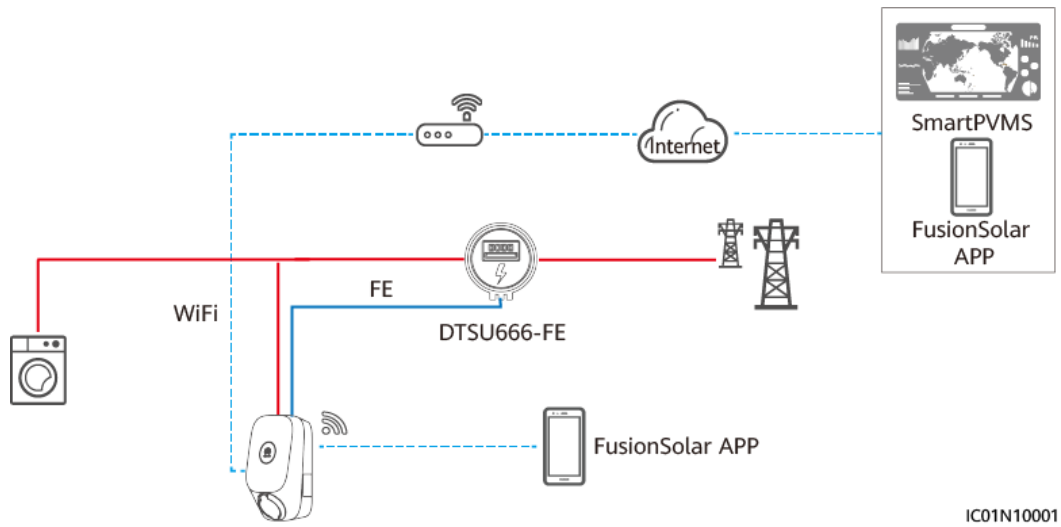 SmartPVMS
Internet
FusionSolar
APP
WiFi
FE
DTSU666-FE
FusionSolar APP
IC01N10001